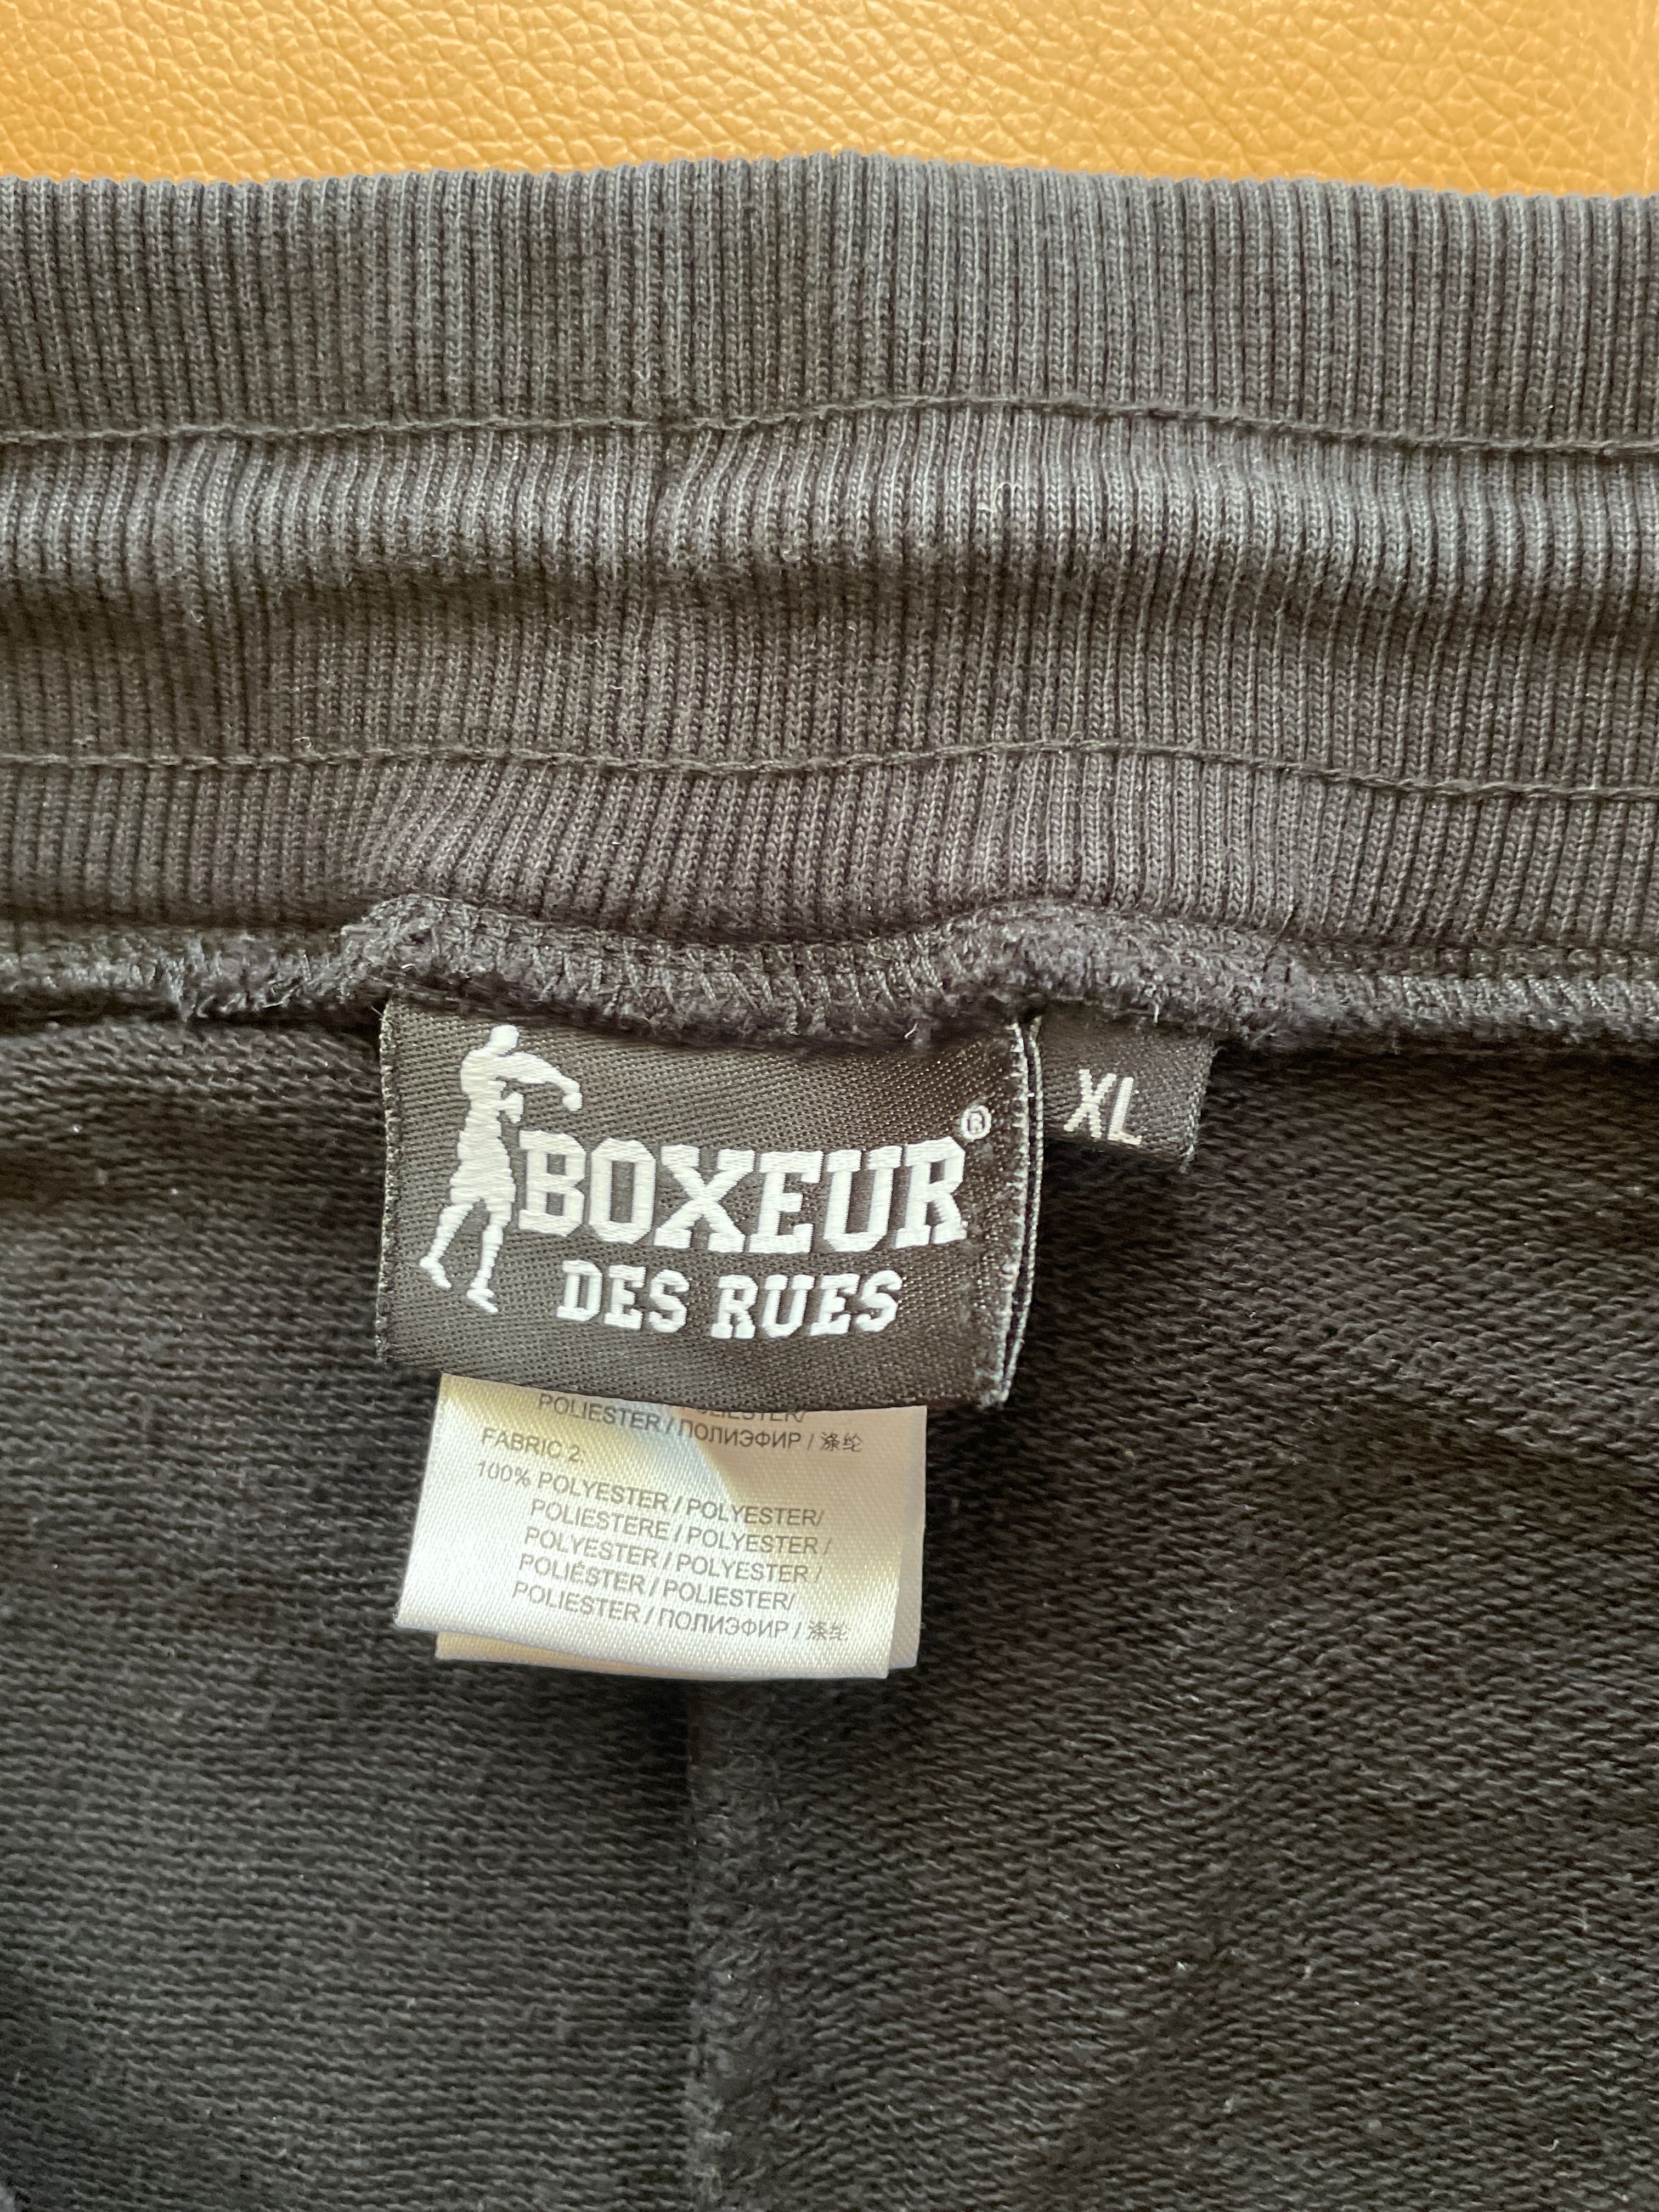 BOXEUR®
DES RUES
XL
POLIESTER / ПОЛИЭФИР / 涤纶
FABRIC 2.
100% POLYESTER / POLYESTER/
POLIESTERE / POLYESTER /
POLYESTER / POLYESTER /
POLIÉSTER / POLIESTER/
POLIESTER / ПОЛИЭФИР / 涤纶